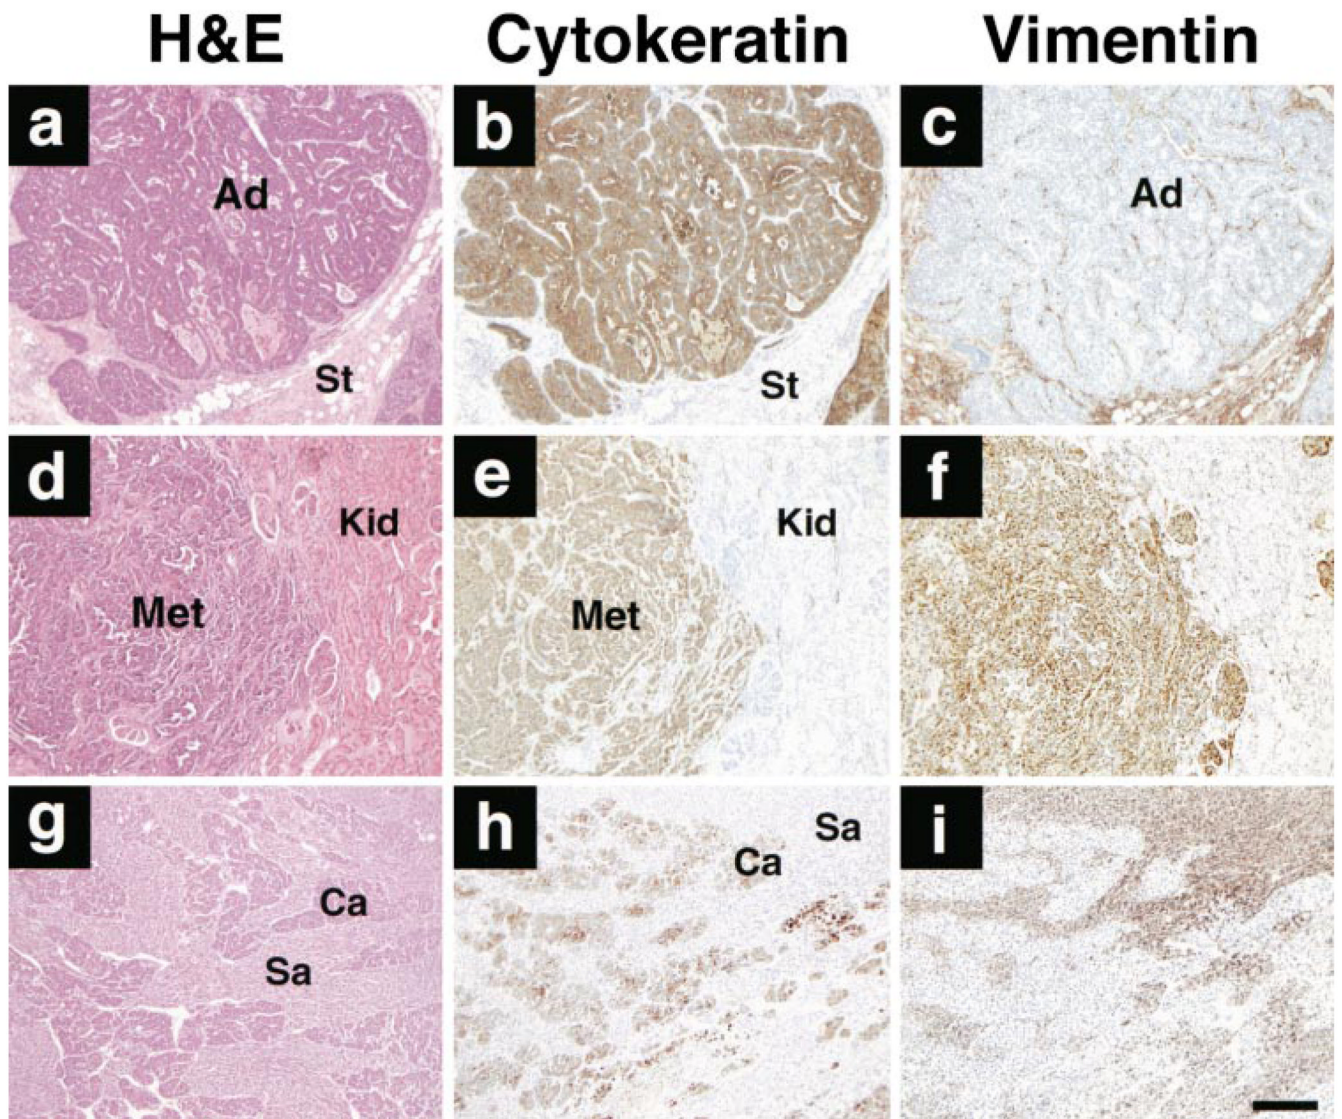 H&E Cytokeratin Vimentin
a b c
Ad Ad
St St
d e f
Kid Kid
Met Met
g h i
Sa
Ca
Ca
Sa